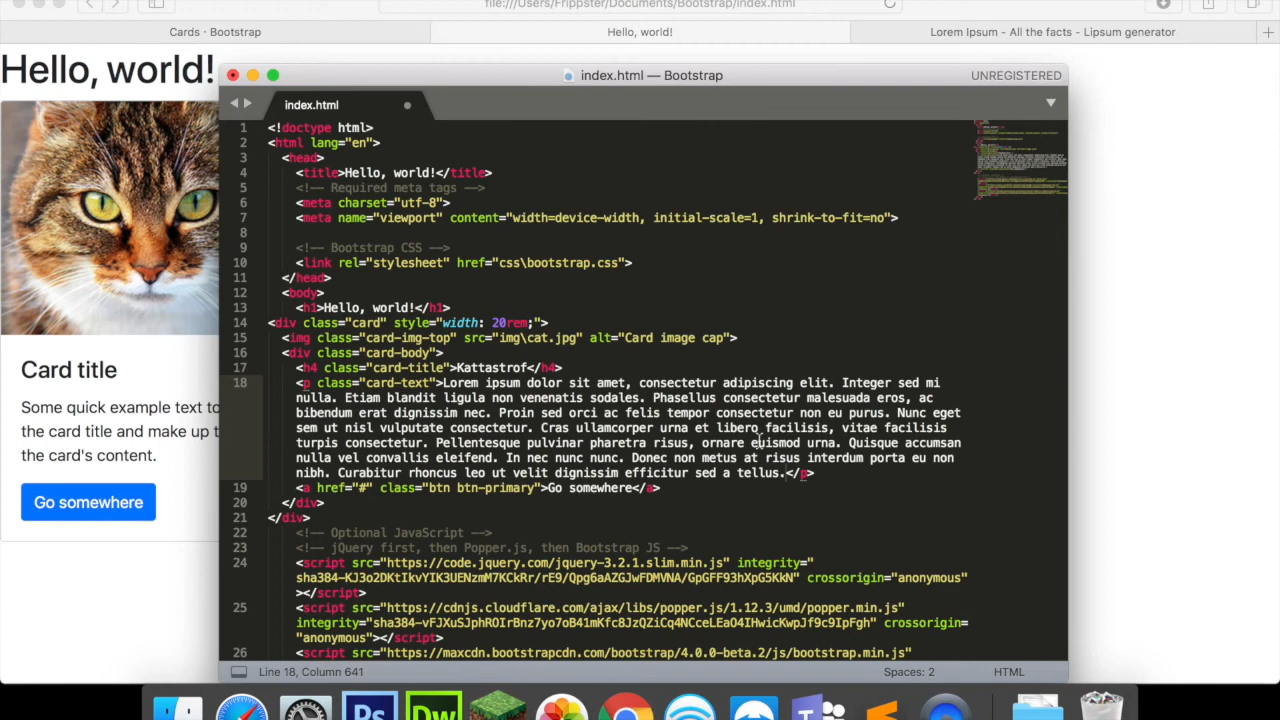 file:///Users/Frippster/Documents/Bootstrap/index.html
Cards · Bootstrap
Hello, world!
Lorem Ipsum - All the facts - Lipsum generator
Hello, world!
Card title
Some quick example text to
the card title and make up t
Go somewhere
index.html — Bootstrap
UNREGISTERED
index.html
1 <!doctype html>
2 <html lang="en">
3 <head>
4 <title>Hello, world!</title>
5 <!-- Required meta tags -->
6 <meta charset="utf-8">
7 <meta name="viewport" content="width=device-width, initial-scale=1, shrink-to-fit=no">
8
9 <!-- Bootstrap CSS -->
10 <link rel="stylesheet" href="css\bootstrap.css">
11 </head>
12 <body>
13 <h1>Hello, world!</h1>
14 <div class="card" style="width: 20rem;">
15 <img class="card-img-top" src="img\cat.jpg" alt="Card image cap">
16 <div class="card-body">
17 <h4 class="card-title">Kattastrof</h4>
18 <p class="card-text">Lorem ipsum dolor sit amet, consectetur adipiscing elit. Integer sed mi
nulla. Etiam blandit ligula non venenatis sodales. Phasellus consectetur malesuada eros, ac
bibendum erat dignissim nec. Proin sed orci ac felis tempor consectetur non eu purus. Nunc eget
sem ut nisl vulputate consectetur. Cras ullamcorper urna et libero facilisis, vitae facilisis
turpis consectetur. Pellentesque pulvinar pharetra risus, ornare euismod urna. Quisque accumsan
nulla vel convallis eleifend. In nec nunc nunc. Donec non metus at risus interdum porta eu non
nibh. Curabitur rhoncus leo ut velit dignissim efficitur sed a tellus.</p>
19 <a href="#" class="btn btn-primary">Go somewhere</a>
20 </div>
21 </div>
22 <!-- Optional JavaScript -->
23 <!-- jQuery first, then Popper.js, then Bootstrap JS -->
24 <script src="https://code.jquery.com/jquery-3.2.1.slim.min.js" integrity="
sha384-KJ3o2DKtIkvYIK3UENzmM7KCkRr/rE9/Qpg6aAZGJwFDMVNA/GpGFF93hXpG5KkN" crossorigin="anonymous"
></script>
25 <script src="https://cdnjs.cloudflare.com/ajax/libs/popper.js/1.12.3/umd/popper.min.js"
integrity="sha384-vFJXuSJphROIrBnz7yo7oB41mKfc8JzQZiCq4NCceLEaO4IHwicKwpJf9c9IpFgh" crossorigin=
"anonymous"></script>
26 <script src="https://maxcdn.bootstrapcdn.com/bootstrap/4.0.0-beta.2/js/bootstrap.min.js"
Line 18, Column 641
Spaces: 2
HTML
Ps
Dw